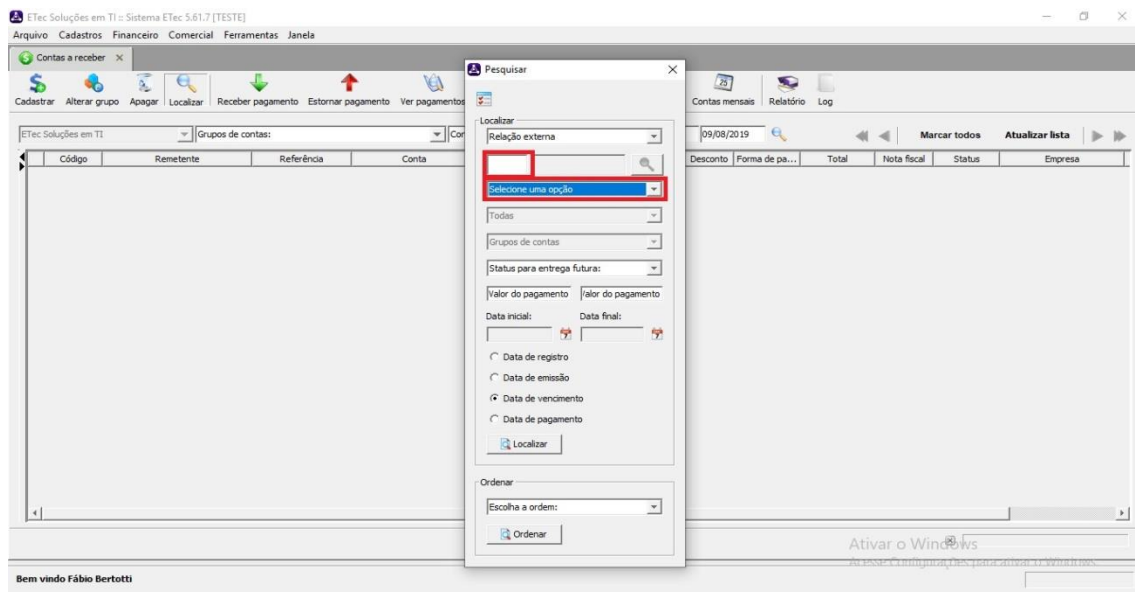 ETec Soluções em TI :: Sistema ETec 5.61.7 [TESTE]
Arquivo Cadastros Financeiro Comercial Ferramentas Janela
Contas a receber
Cadastrar Alterar grupo Apagar Localizar Receber pagamento Estornar pagamento Ver pagamentos Contas mensais Relatório Log
ETec Soluções em TI Grupos de contas: 09/08/2019 Marcar todos Atualizar lista
Código Remetente Referência Conta Desconto Forma de pa... Total Nota fiscal Status Empresa
Pesquisar
Localizar
Relação externa
Selecione uma opção
Todas
Grupos de contas
Status para entrega futura:
Valor do pagamento Valor do pagamento
Data inicial: Data final:
Data de registro
Data de emissão
Data de vencimento
Data de pagamento
Localizar
Ordenar
Escolha a ordem:
Ordenar
Ativar o Windows
Acesse Configurações para ativar o Windows.
Bem vindo Fábio Bertotti